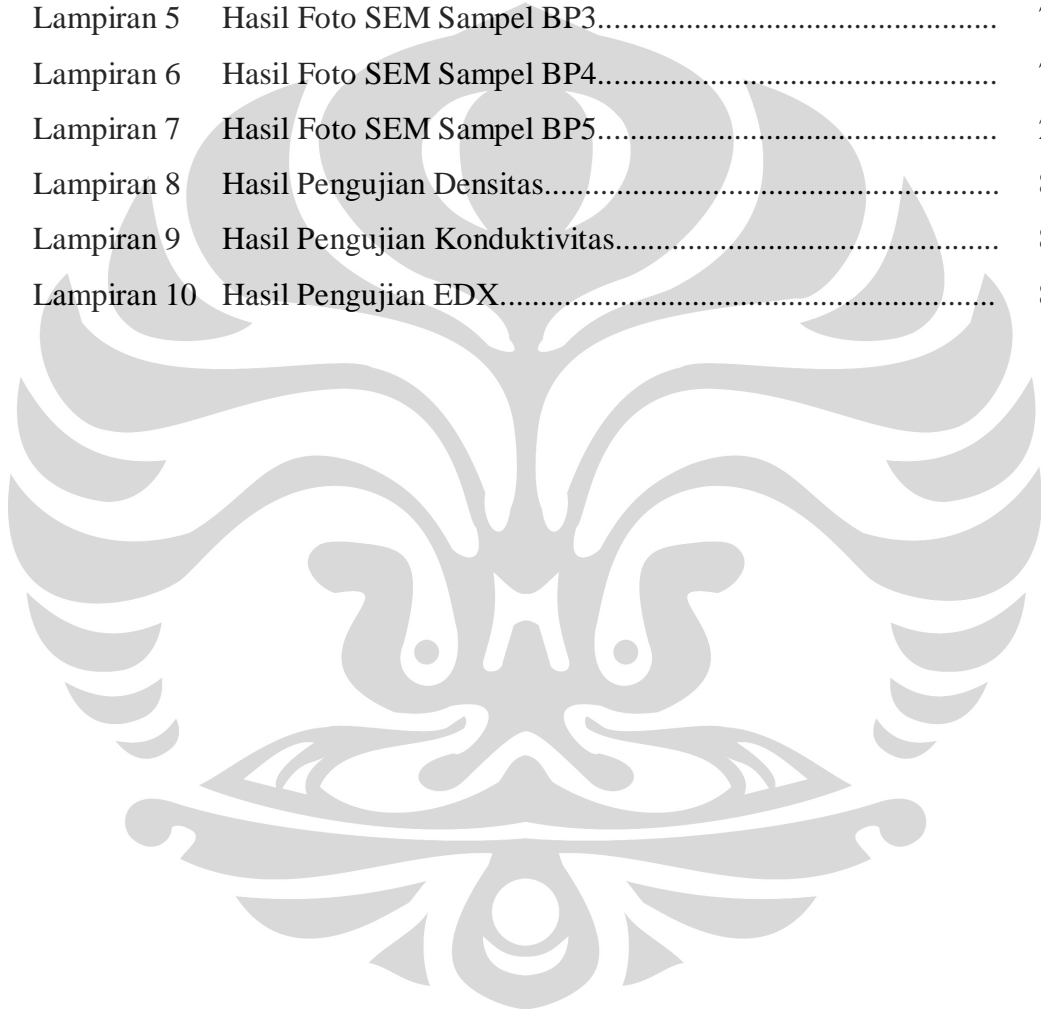 Lampiran 5 Hasil Foto SEM Sampel BP3..................................................
Lampiran 6 Hasil Foto SEM Sampel BP4..................................................
Lampiran 7 Hasil Foto SEM Sampel BP5..................................................
Lampiran 8 Hasil Pengujian Densitas.........................................................
Lampiran 9 Hasil Pengujian Konduktivitas................................................
Lampiran 10 Hasil Pengujian EDX..............................................................